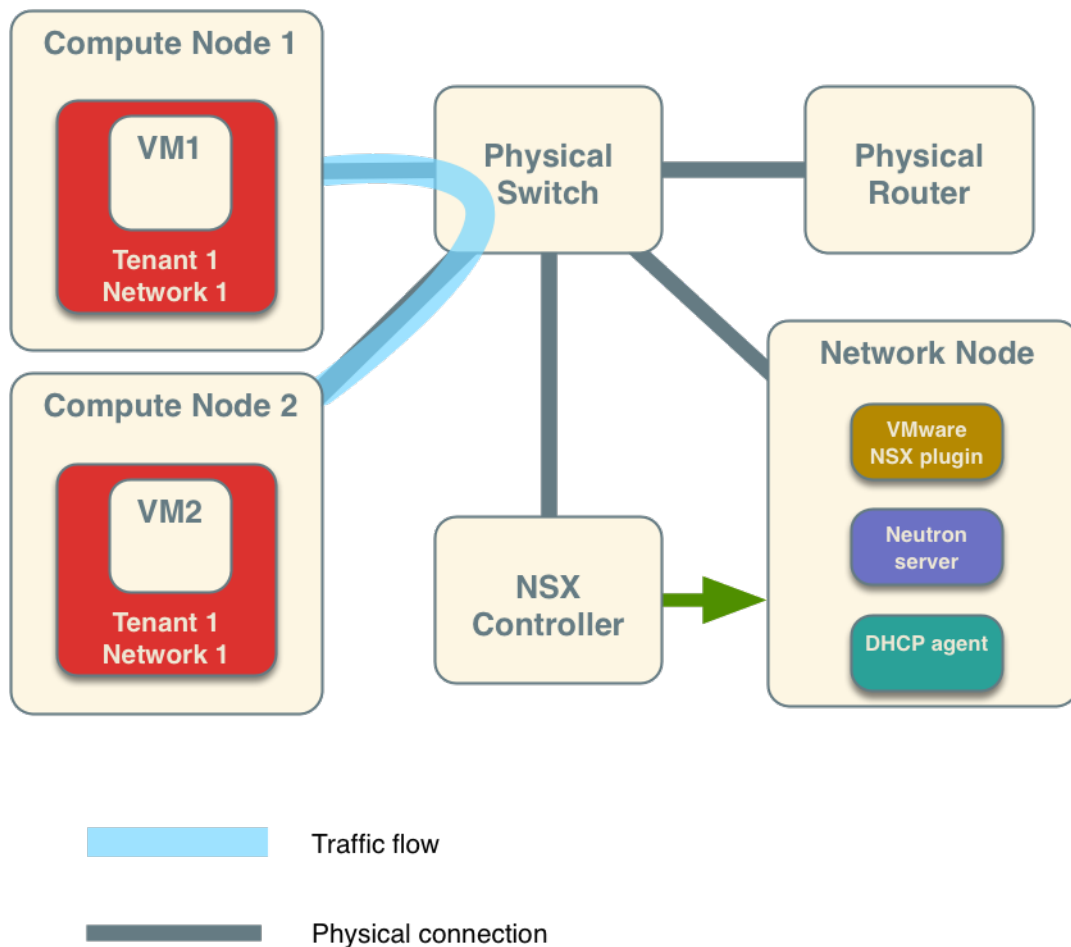 Compute Node 1
VM1
Tenant 1
Network 1
Physical
Switch
Physical
Router
Compute Node 2
VM2
Tenant 1
Network 1
NSX
Controller
Network Node
VMware
NSX plugin
Neutron
server
DHCP agent
Traffic flow
Physical connection